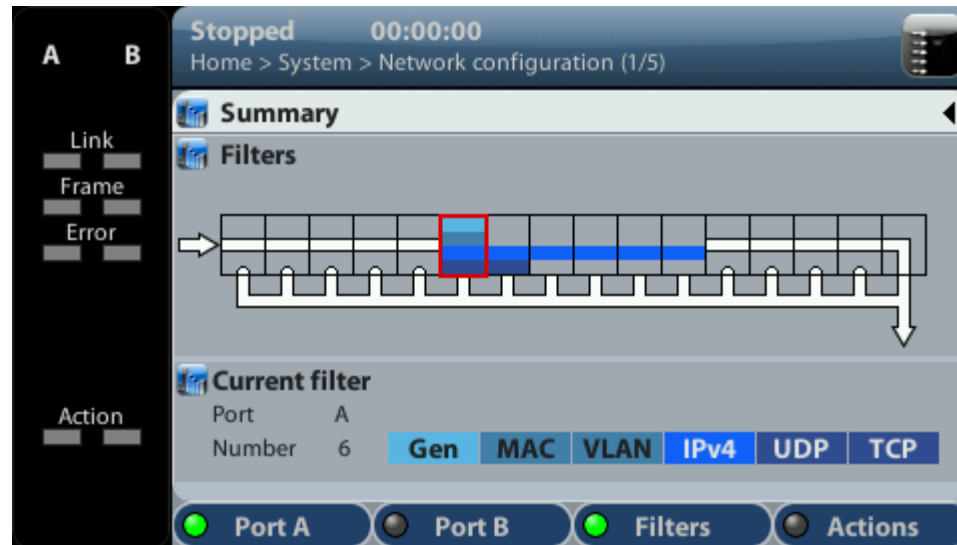 A B
Link
Frame
Error
Action
Stopped 00:00:00
Home > System > Network configuration (1/5)
Summary
Filters
Current filter
Port A
Number 6 Gen MAC VLAN IPv4 UDP TCP
Port A Port B Filters Actions